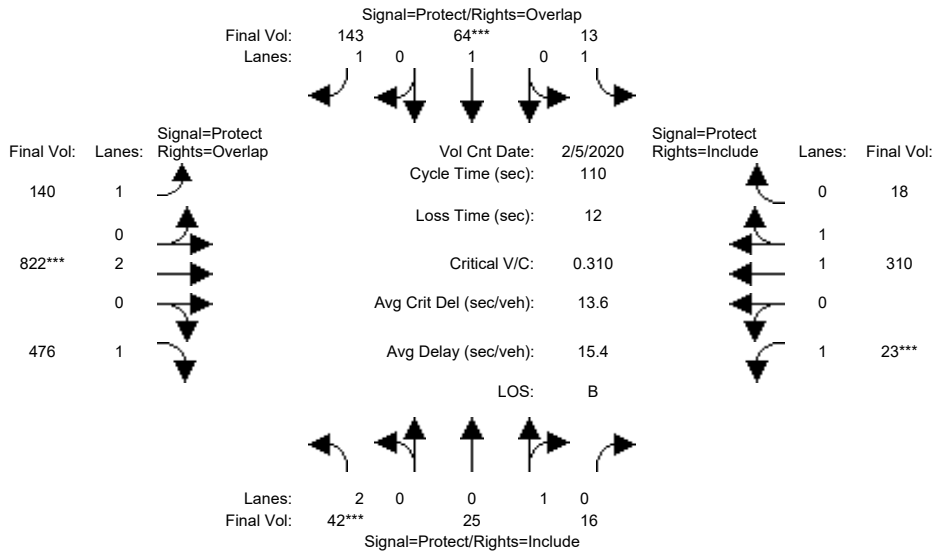 Signal=Protect/Rights=Overlap
Final Vol: 143 64*** 13
Lanes: 1 0 1 0 1
Signal=Protect
Final Vol: Lanes: Rights=Overlap
Vol Cnt Date: 2/5/2020
Signal=Protect
Rights=Include Lanes: Final Vol:
Cycle Time (sec): 110
140 1
0 18
Loss Time (sec): 12
0
1
822*** 2
Critical V/C: 0.310
1 310
0
Avg Crit Del (sec/veh): 13.6
0
476 1
Avg Delay (sec/veh): 15.4
1 23***
LOS: B
Lanes: 2 0 0 1 0
Final Vol: 42*** 25 16
Signal=Protect/Rights=Include